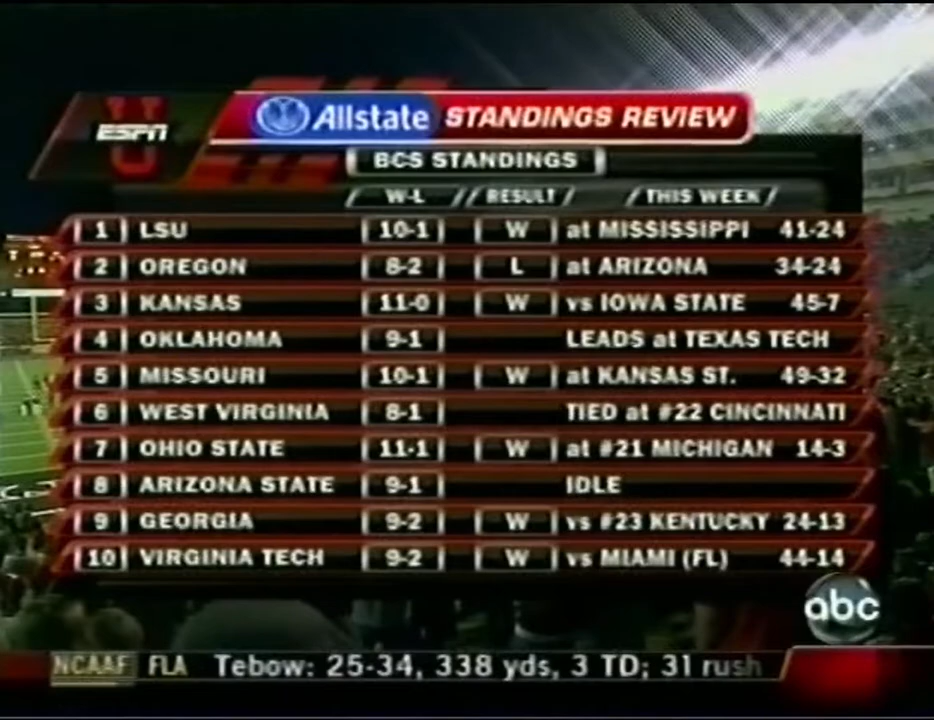 ESPN U Allstate STANDINGS REVIEW
BCS STANDINGS
W-L RESULT THIS WEEK
1 LSU 10-1 W at MISSISSIPPI 41-24
2 OREGON 8-2 L at ARIZONA 34-24
3 KANSAS 11-0 W vs IOWA STATE 45-7
4 OKLAHOMA 9-1 LEADS at TEXAS TECH
5 MISSOURI 10-1 W at KANSAS ST. 49-32
6 WEST VIRGINIA 8-1 TIED at #22 CINCINNATI
7 OHIO STATE 11-1 W at #21 MICHIGAN 14-3
8 ARIZONA STATE 9-1 IDLE
9 GEORGIA 9-2 W vs #23 KENTUCKY 24-13
10 VIRGINIA TECH 9-2 W vs MIAMI (FL) 44-14
abc
NCAAF FLA Tebow: 25-34, 338 yds, 3 TD; 31 rush